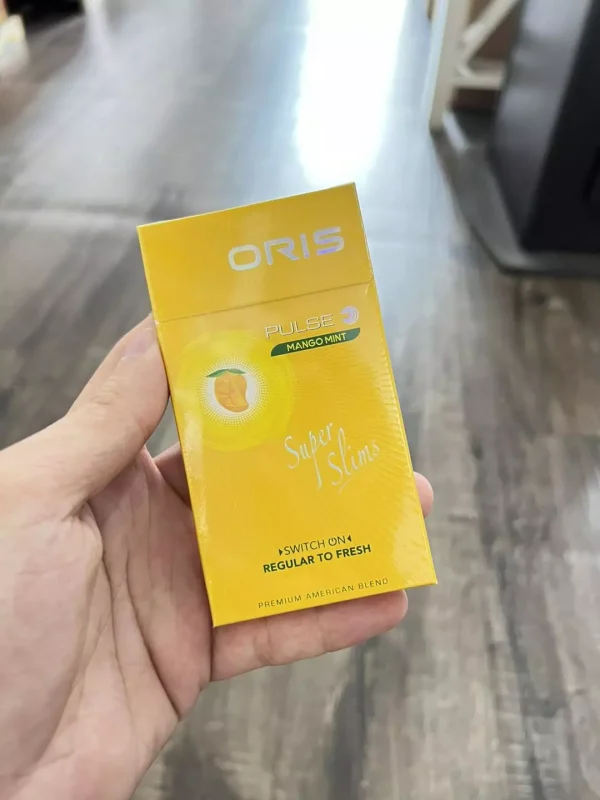 ORIS
PULSE
MANGO MINT
Super
Slims
SWITCH ON
REGULAR TO FRESH
PREMIUM AMERICAN BLEND